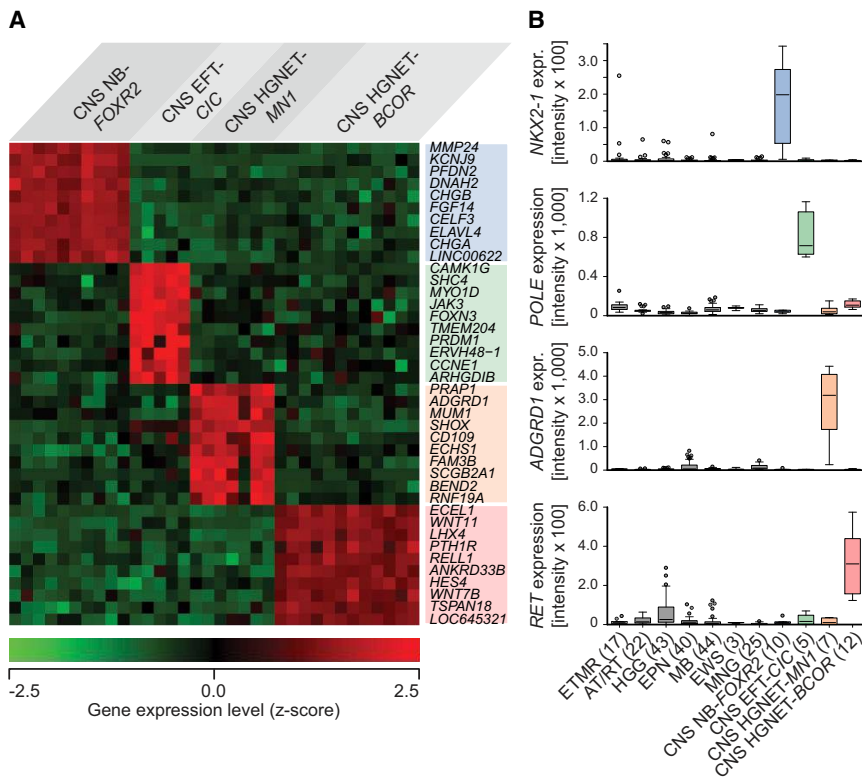 A
CNS NB-
FOXR2
CNS EFT-
CIC
CNS HGNET-
MN1
CNS HGNET-
BCOR
MMP24
KCNJ9
PFDN2
DNAH2
CHGB
FGF14
CELF3
ELAVL4
CHGA
LINC00622
CAMK1G
SHC4
MYO1D
JAK3
FOXN3
TMEM204
PRDM1
ERVH48−1
CCNE1
ARHGDIB
PRAP1
ADGRD1
MUM1
SHOX
CD109
ECHS1
FAM3B
SCGB2A1
BEND2
RNF19A
ECEL1
WNT11
LHX4
PTH1R
RELL1
ANKRD33B
HES4
WNT7B
TSPAN18
LOC645321
-2.5
0.0
2.5
Gene expression level (z-score)
B
NKX2-1 expr.
[intensity x 100]
3.0
2.0
1.0
0
POLE expression
[intensity x 1,000]
1.2
0.8
0.4
0
ADGRD1 expr.
[intensity x 1,000]
5.0
4.0
3.0
2.0
1.0
0
RET expression
[intensity x 100]
6.0
4.0
2.0
0
ETMR (17)
AT/RT (22)
HGG (43)
EPN (40)
MB (44)
EWS (3)
MNG (25)
CNS NB-FOXR2 (10)
CNS EFT-CIC (5)
CNS HGNET-MN1 (7)
CNS HGNET-BCOR (12)